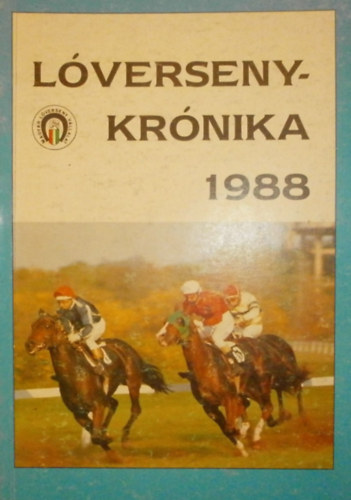 LÓVERSENY-
KRÓNIKA
1988